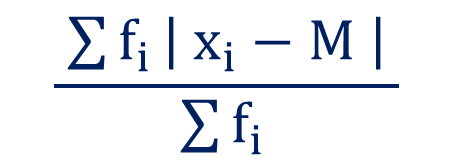 ∑ fᵢ | xᵢ − M |
∑ fᵢ